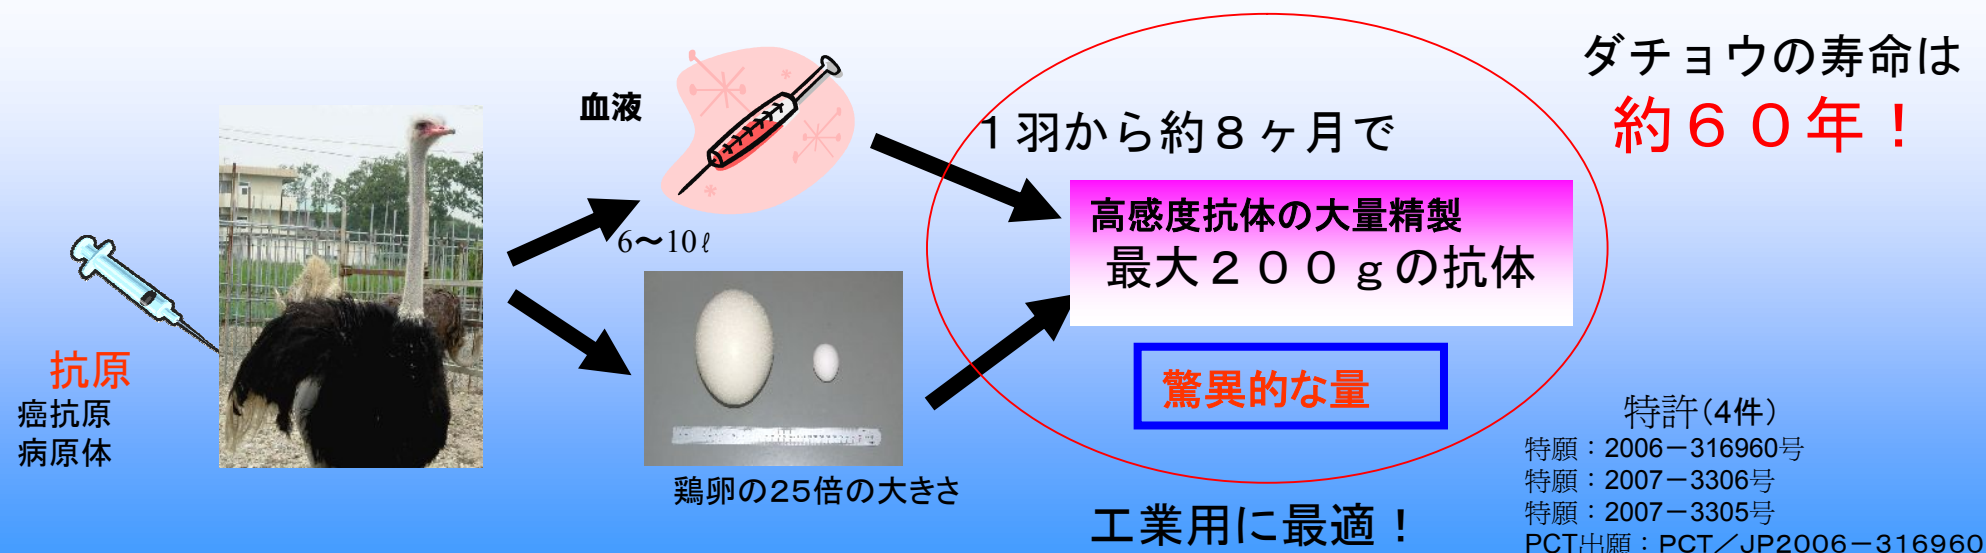 ダチョウの寿命は
約６０年！
血液
１羽から約８ヶ月で
高感度抗体の大量精製
最大２００ｇの抗体
6〜10ℓ
驚異的な量
抗原
癌抗原
病原体
鶏卵の25倍の大きさ
工業用に最適！
特許(4件)
特願：2006－316960号
特願：2007－3306号
特願：2007－3305号
PCT出願：PCT／JP2006－316960